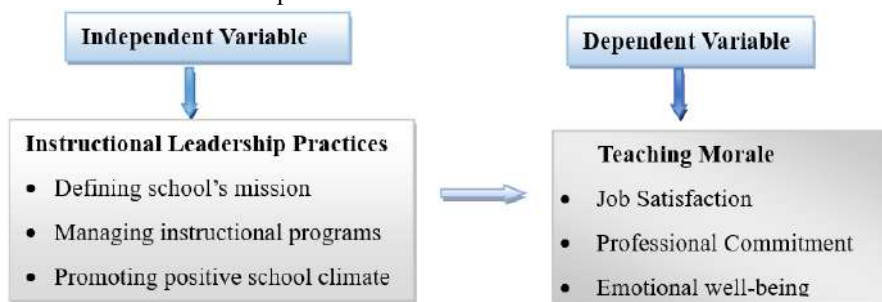 Independent Variable
Dependent Variable
Instructional Leadership Practices
• Defining school's mission
• Managing instructional programs
• Promoting positive school climate
Teaching Morale
• Job Satisfaction
• Professional Commitment
• Emotional well-being